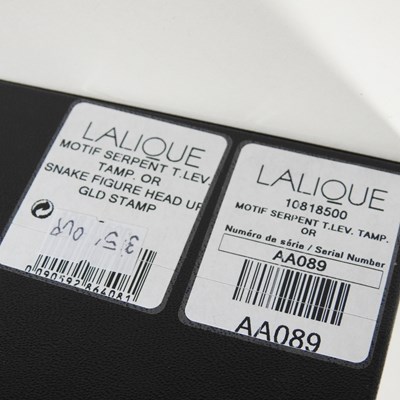 LALIQUE
MOTIF SERPENT T.LEV.
TAMP. OR
SNAKE FIGURE HEAD UP
GLD STAMP
0090492864081
LALIQUE
10818500
MOTIF SERPENT T.LEV. TAMP.
OR
Numéro de série / Serial Number
AA089
AA089